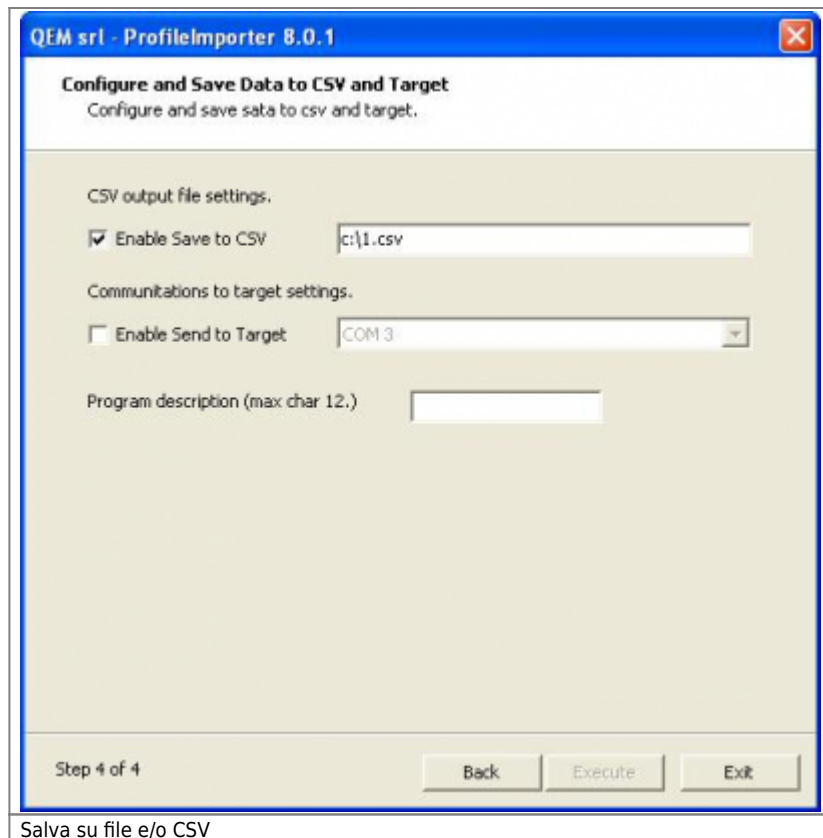 QEM srl - ProfileImporter 8.0.1
Configure and Save Data to CSV and Target
Configure and save sata to csv and target.
CSV output file settings.
Enable Save to CSV c:\1.csv
Communitations to target settings.
Enable Send to Target COM 3
Program description (max char 12.)
Step 4 of 4 Back Execute Exit
Salva su file e/o CSV